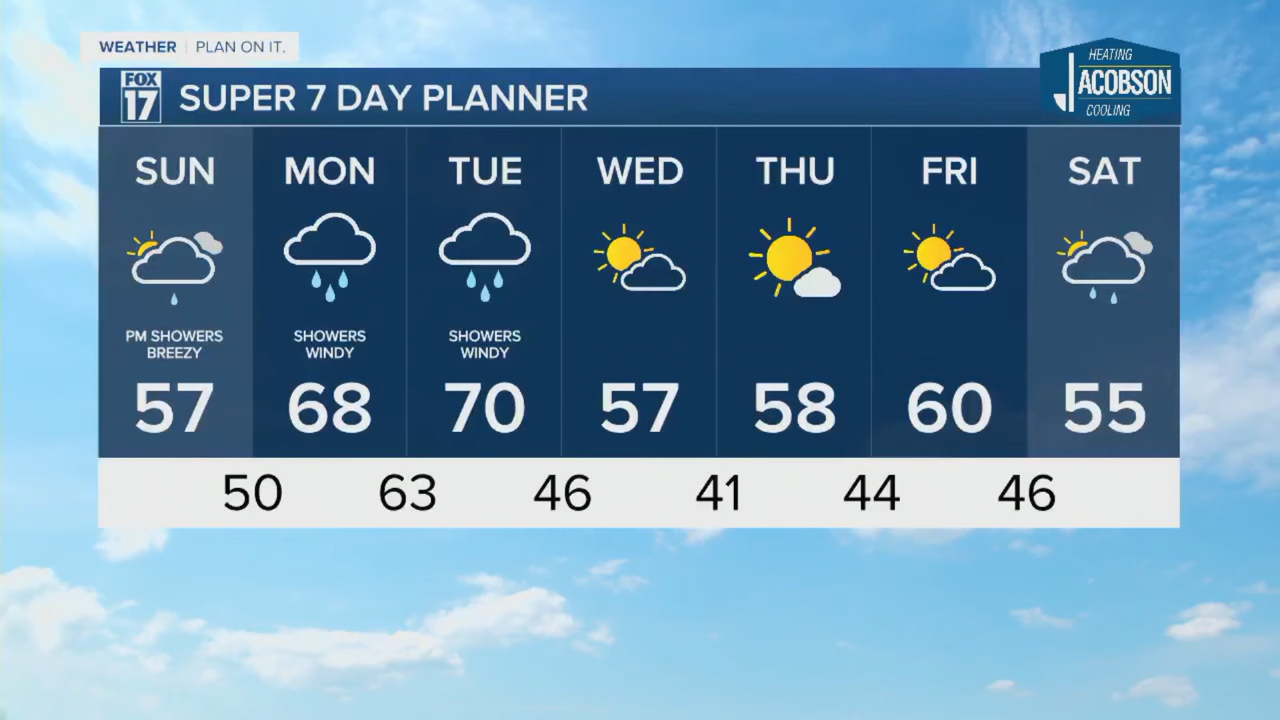 WEATHER | PLAN ON IT.
FOX
17
SUPER 7 DAY PLANNER
HEATING
JACOBSON
COOLING
SUN MON TUE WED THU FRI SAT
PM SHOWERS
BREEZY
SHOWERS
WINDY
SHOWERS
WINDY
57 68 70 57 58 60 55
50 63 46 41 44 46